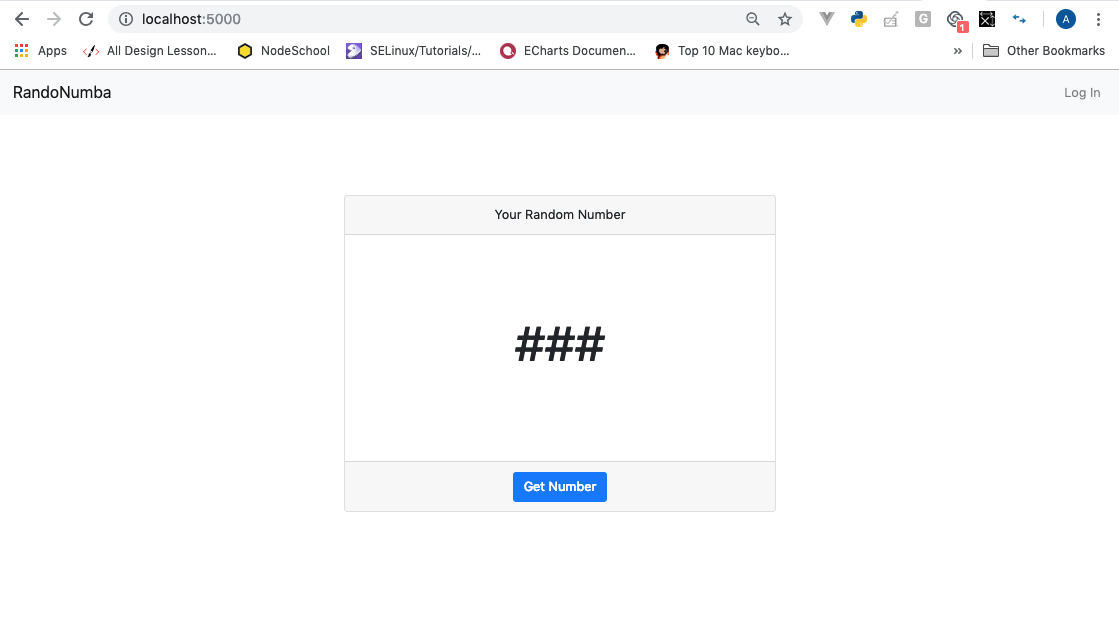 localhost:5000
G
1
A
Apps
All Design Lesson...
NodeSchool
SELinux/Tutorials/...
ECharts Documen...
Top 10 Mac keybo...
»
Other Bookmarks
RandoNumba
Log In
Your Random Number
###
Get Number